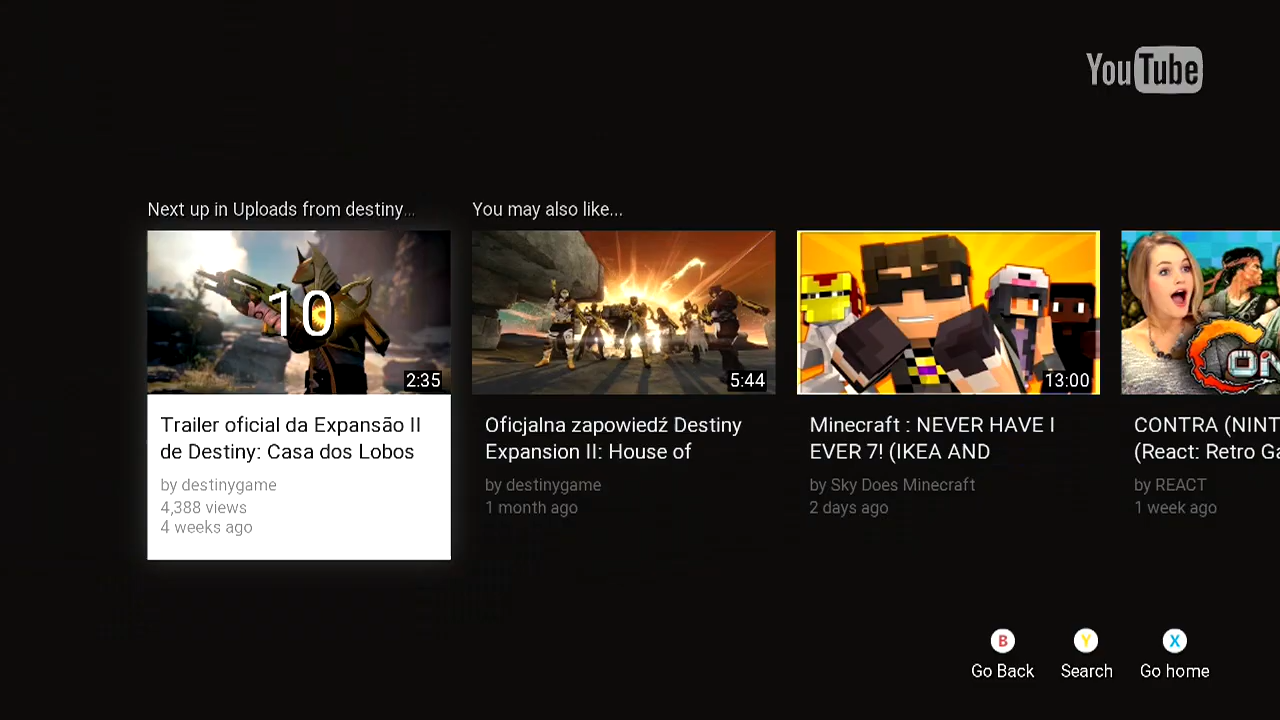 YouTube
Next up in Uploads from destiny...
You may also like...
10
2:35
5:44
13:00
Trailer oficial da Expansão II
de Destiny: Casa dos Lobos
by destinygame
4,388 views
4 weeks ago
Oficjalna zapowiedź Destiny
Expansion II: House of
by destinygame
1 month ago
Minecraft : NEVER HAVE I
EVER 7! (IKEA AND
by Sky Does Minecraft
2 days ago
CONTRA (NINT
(React: Retro Ga
by REACT
1 week ago
B
Go Back
Y
Search
X
Go home